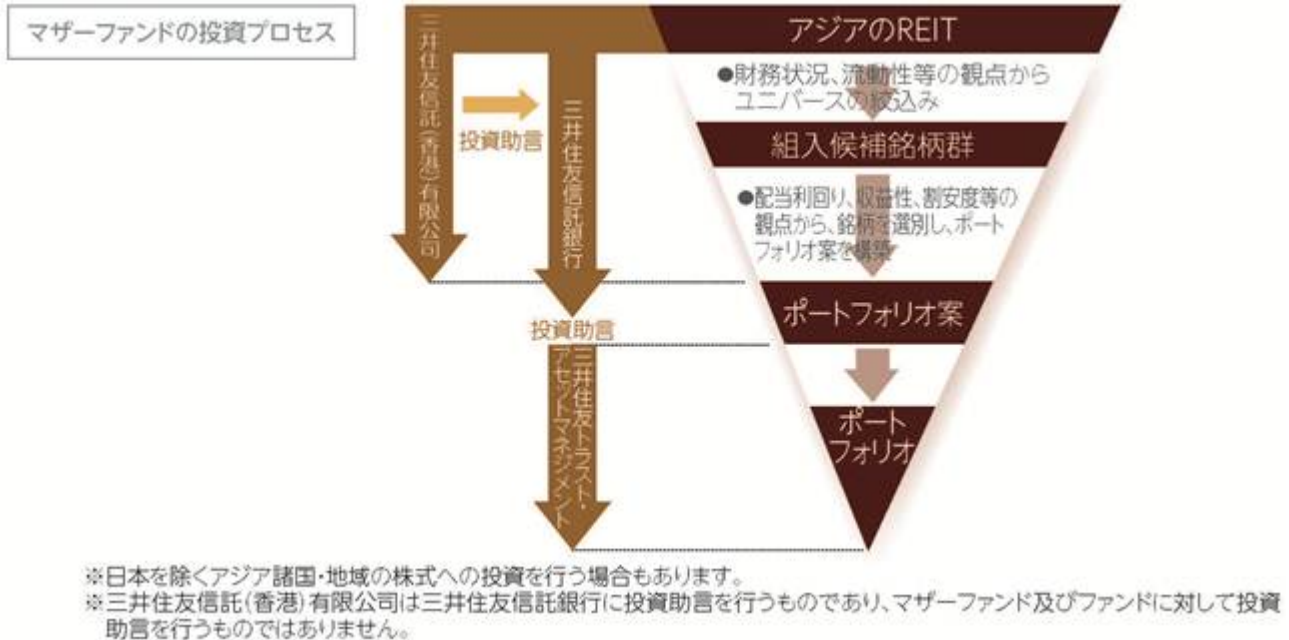 マザーファンドの投資プロセス
三井住友信託(香港)有限公司
投資助言
三井住友信託銀行
投資助言
三井住友トラスト・
アセットマネジメント
アジアのREIT
●財務状況、流動性等の観点から
ユニバースの絞込み
組入候補銘柄群
●配当利回り、収益性、割安度等の
観点から、銘柄を選別し、ポート
フォリオ案を構築
ポートフォリオ案
ポート
フォリオ
※日本を除くアジア諸国・地域の株式への投資を行う場合もあります。
※三井住友信託(香港)有限公司は三井住友信託銀行に投資助言を行うものであり、マザーファンド及びファンドに対して投資
助言を行うものではありません。